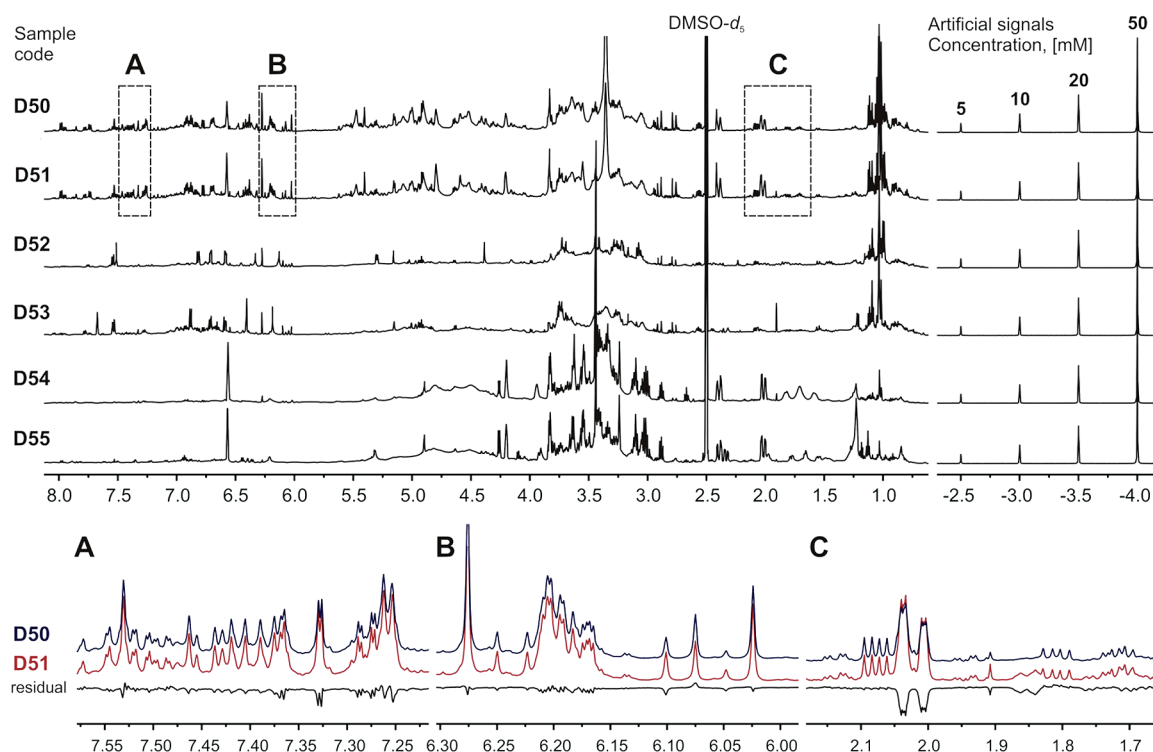 DMSO-d5
Sample
code
Artificial signals
Concentration, [mM]
50
A
B
C
20
10
5
D50
D51
D52
D53
D54
D55
8.0 7.5 7.0 6.5 6.0 5.5 5.0 4.5 4.0 3.5 3.0 2.5 2.0 1.5 1.0 -2.5 -3.0 -3.5 -4.0
A B C
D50
D51
residual
7.55 7.50 7.45 7.40 7.35 7.30 7.25 6.30 6.25 6.20 6.15 6.10 6.05 6.00 2.1 2.0 1.9 1.8 1.7